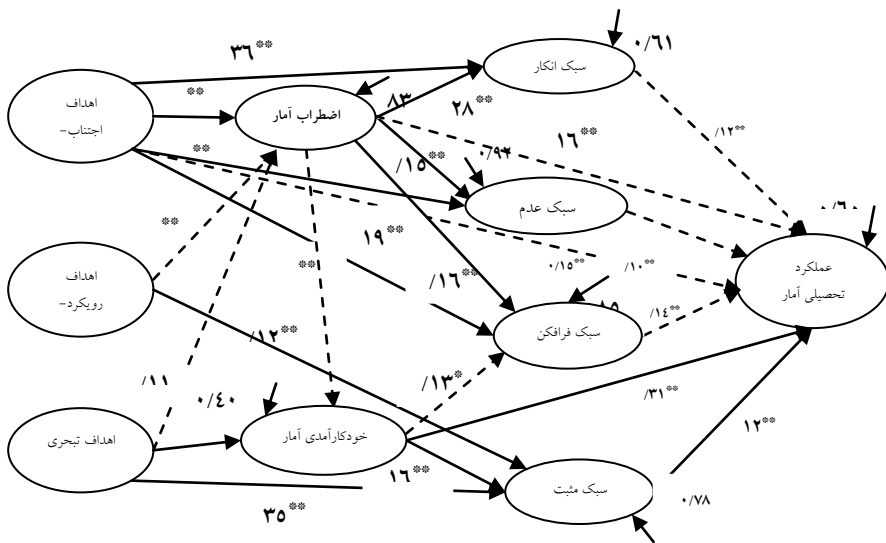 ۳۶**
۰/۶۱
سبک انکار
اهداف
اجتناب-
**
اضطراب آمار
۸۳
۲۸**
/۱۲**
۱۶**
**
/۱۵**
۰/۹۲
سبک عدم
**
۱۹**
**
۰/۱۵**
/۱۰**
۰/۶۰
عملکرد
تحصیلی آمار
اهداف
رویکرد-
/۱۶**
/۱۴**
سبک فرافکن
/۱۲**
/۱۱
/۱۳*
/۳۱**
۰/۴۰
۱۲**
اهداف تبحری
خودکارآمدی آمار
۱۶**
سبک مثبت
۰/۷۸
۳۵**